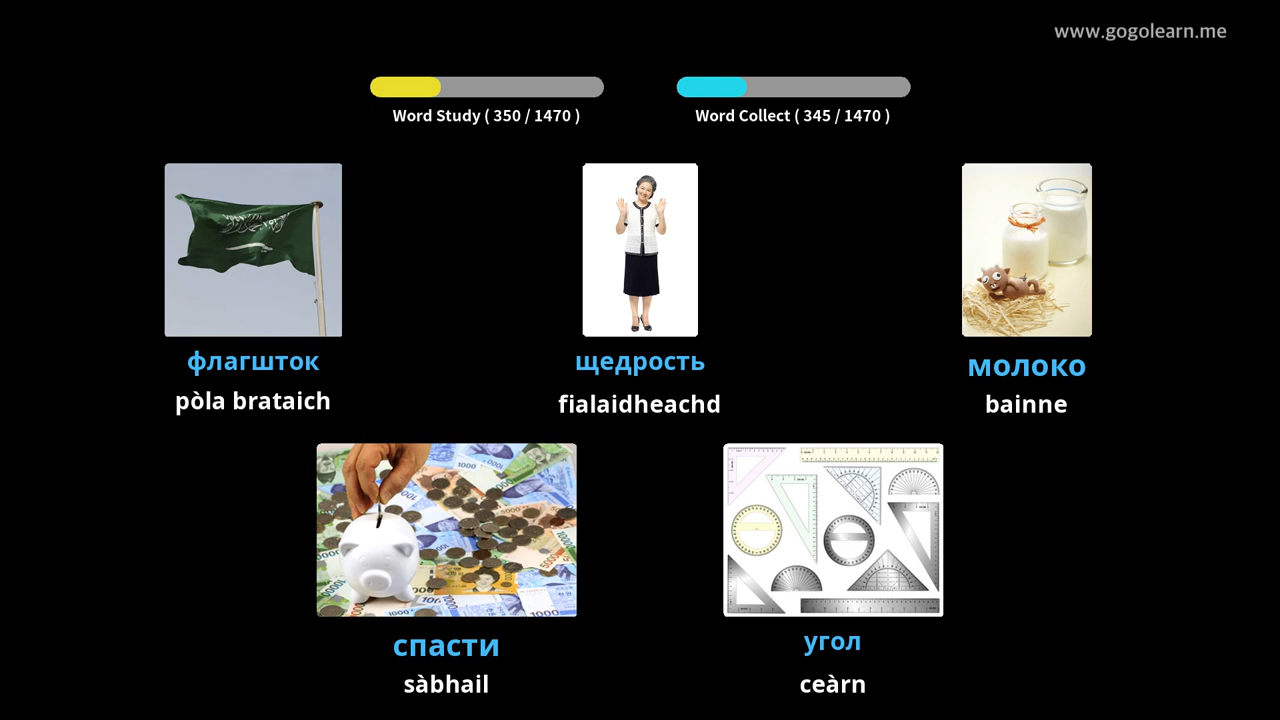 www.gogolearn.me
Word Study ( 350 / 1470 )
Word Collect ( 345 / 1470 )
флагшток
щедрость
молоко
pòla brataich
fialaidheachd
bainne
спасти
угол
sàbhail
ceàrn